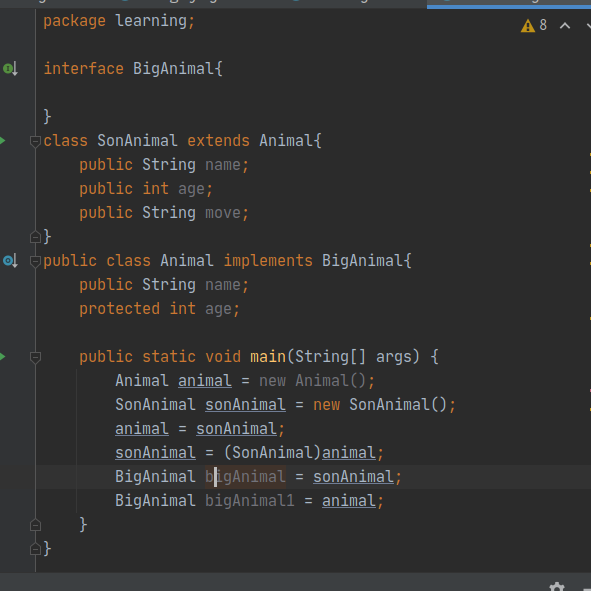 8
package learning;
interface BigAnimal{
}
class SonAnimal extends Animal{
public String name;
public int age;
public String move;
}
public class Animal implements BigAnimal{
public String name;
protected int age;
public static void main(String[] args) {
Animal animal = new Animal();
SonAnimal sonAnimal = new SonAnimal();
animal = sonAnimal;
sonAnimal = (SonAnimal)animal;
BigAnimal bigAnimal = sonAnimal;
BigAnimal bigAnimal1 = animal;
}
}